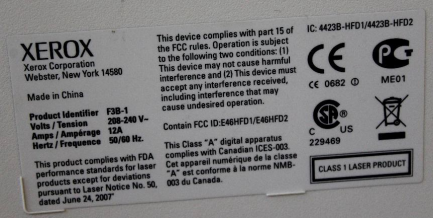 XEROX
Xerox Corporation
Webster, New York 14580
Made in China
Product Identifier F3B-1
Volts / Tension 208-240 V~
Amps / Ampérage 12A
Hertz / Frequence 50/60 Hz.
This product complies with FDA
performance standards for laser
products except for deviations
pursuant to Laser Notice No. 50,
dated June 24, 2007"
This device complies with part 15 of
the FCC rules. Operation is subject
to the following two conditions: (1)
This device may not cause harmful
interference and (2) This device must
accept any interference received,
including interference that may
cause undesired operation.
Contain FCC ID:E46HFD1/E46HFD2
This Class "A" digital apparatus
complies with Canadian ICES-003.
Cet appareil numérique de la classe
"A" est conforme à la norme NMB-
003 du Canada.
IC: 4423B-HFD1/4423B-HFD2
CE
PCT
CE 0682
ME01
SA
C US
229469
CLASS 1 LASER PRODUCT